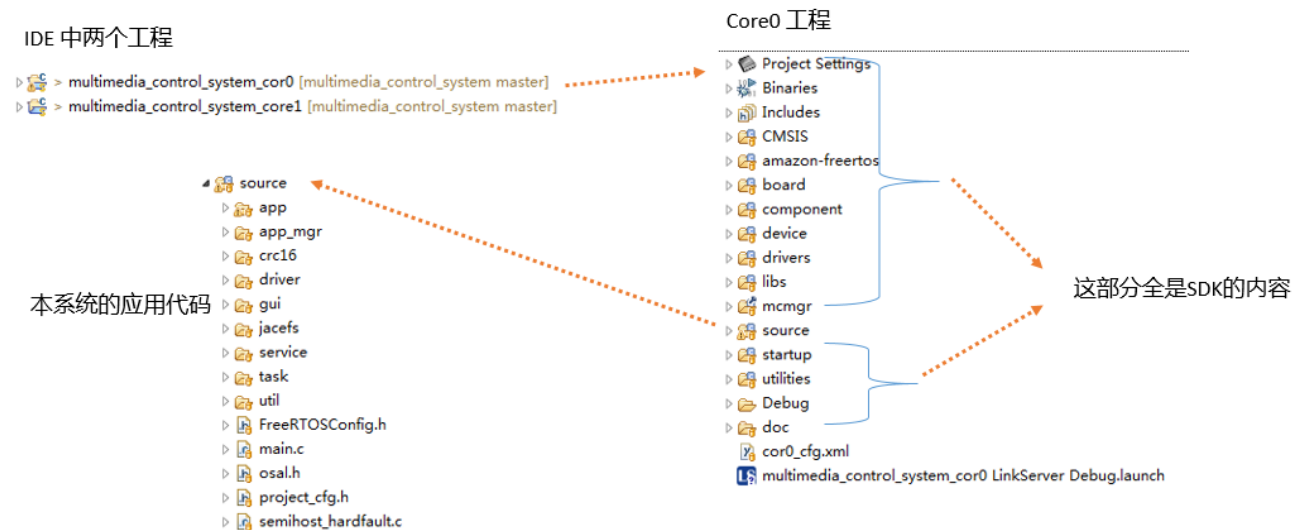 IDE 中两个工程
> multimedia_control_system_cor0 [multimedia_control_system master]
> multimedia_control_system_core1 [multimedia_control_system master]
source
app
app_mgr
crc16
driver
gui
jacefs
service
task
util
FreeRTOSConfig.h
main.c
osal.h
project_cfg.h
semihost_hardfault.c
本系统的应用代码
Core0 工程
Project Settings
Binaries
Includes
CMSIS
amazon-freertos
board
component
device
drivers
libs
mcmgr
source
startup
utilities
Debug
doc
cor0_cfg.xml
multimedia_control_system_cor0 LinkServer Debug.launch
这部分全是SDK的内容